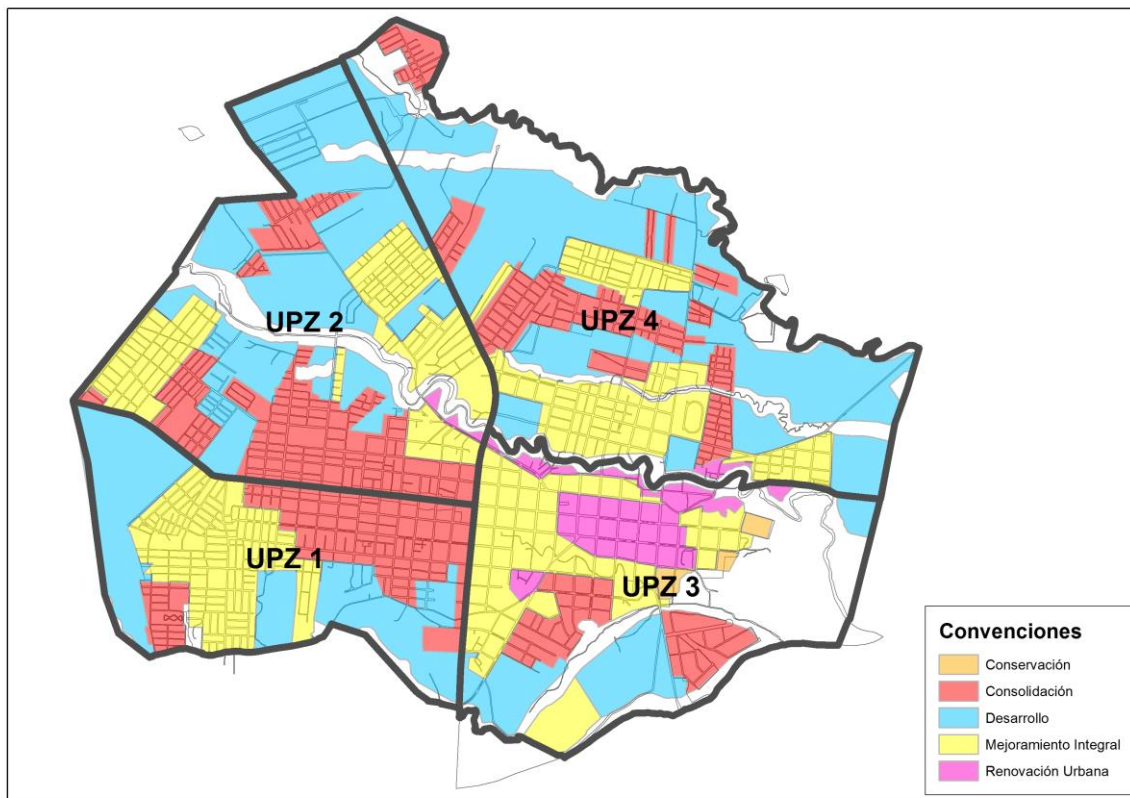 UPZ 2
UPZ 4
UPZ 1
UPZ 3
Convenciones
Conservación
Consolidación
Desarrollo
Mejoramiento Integral
Renovación Urbana